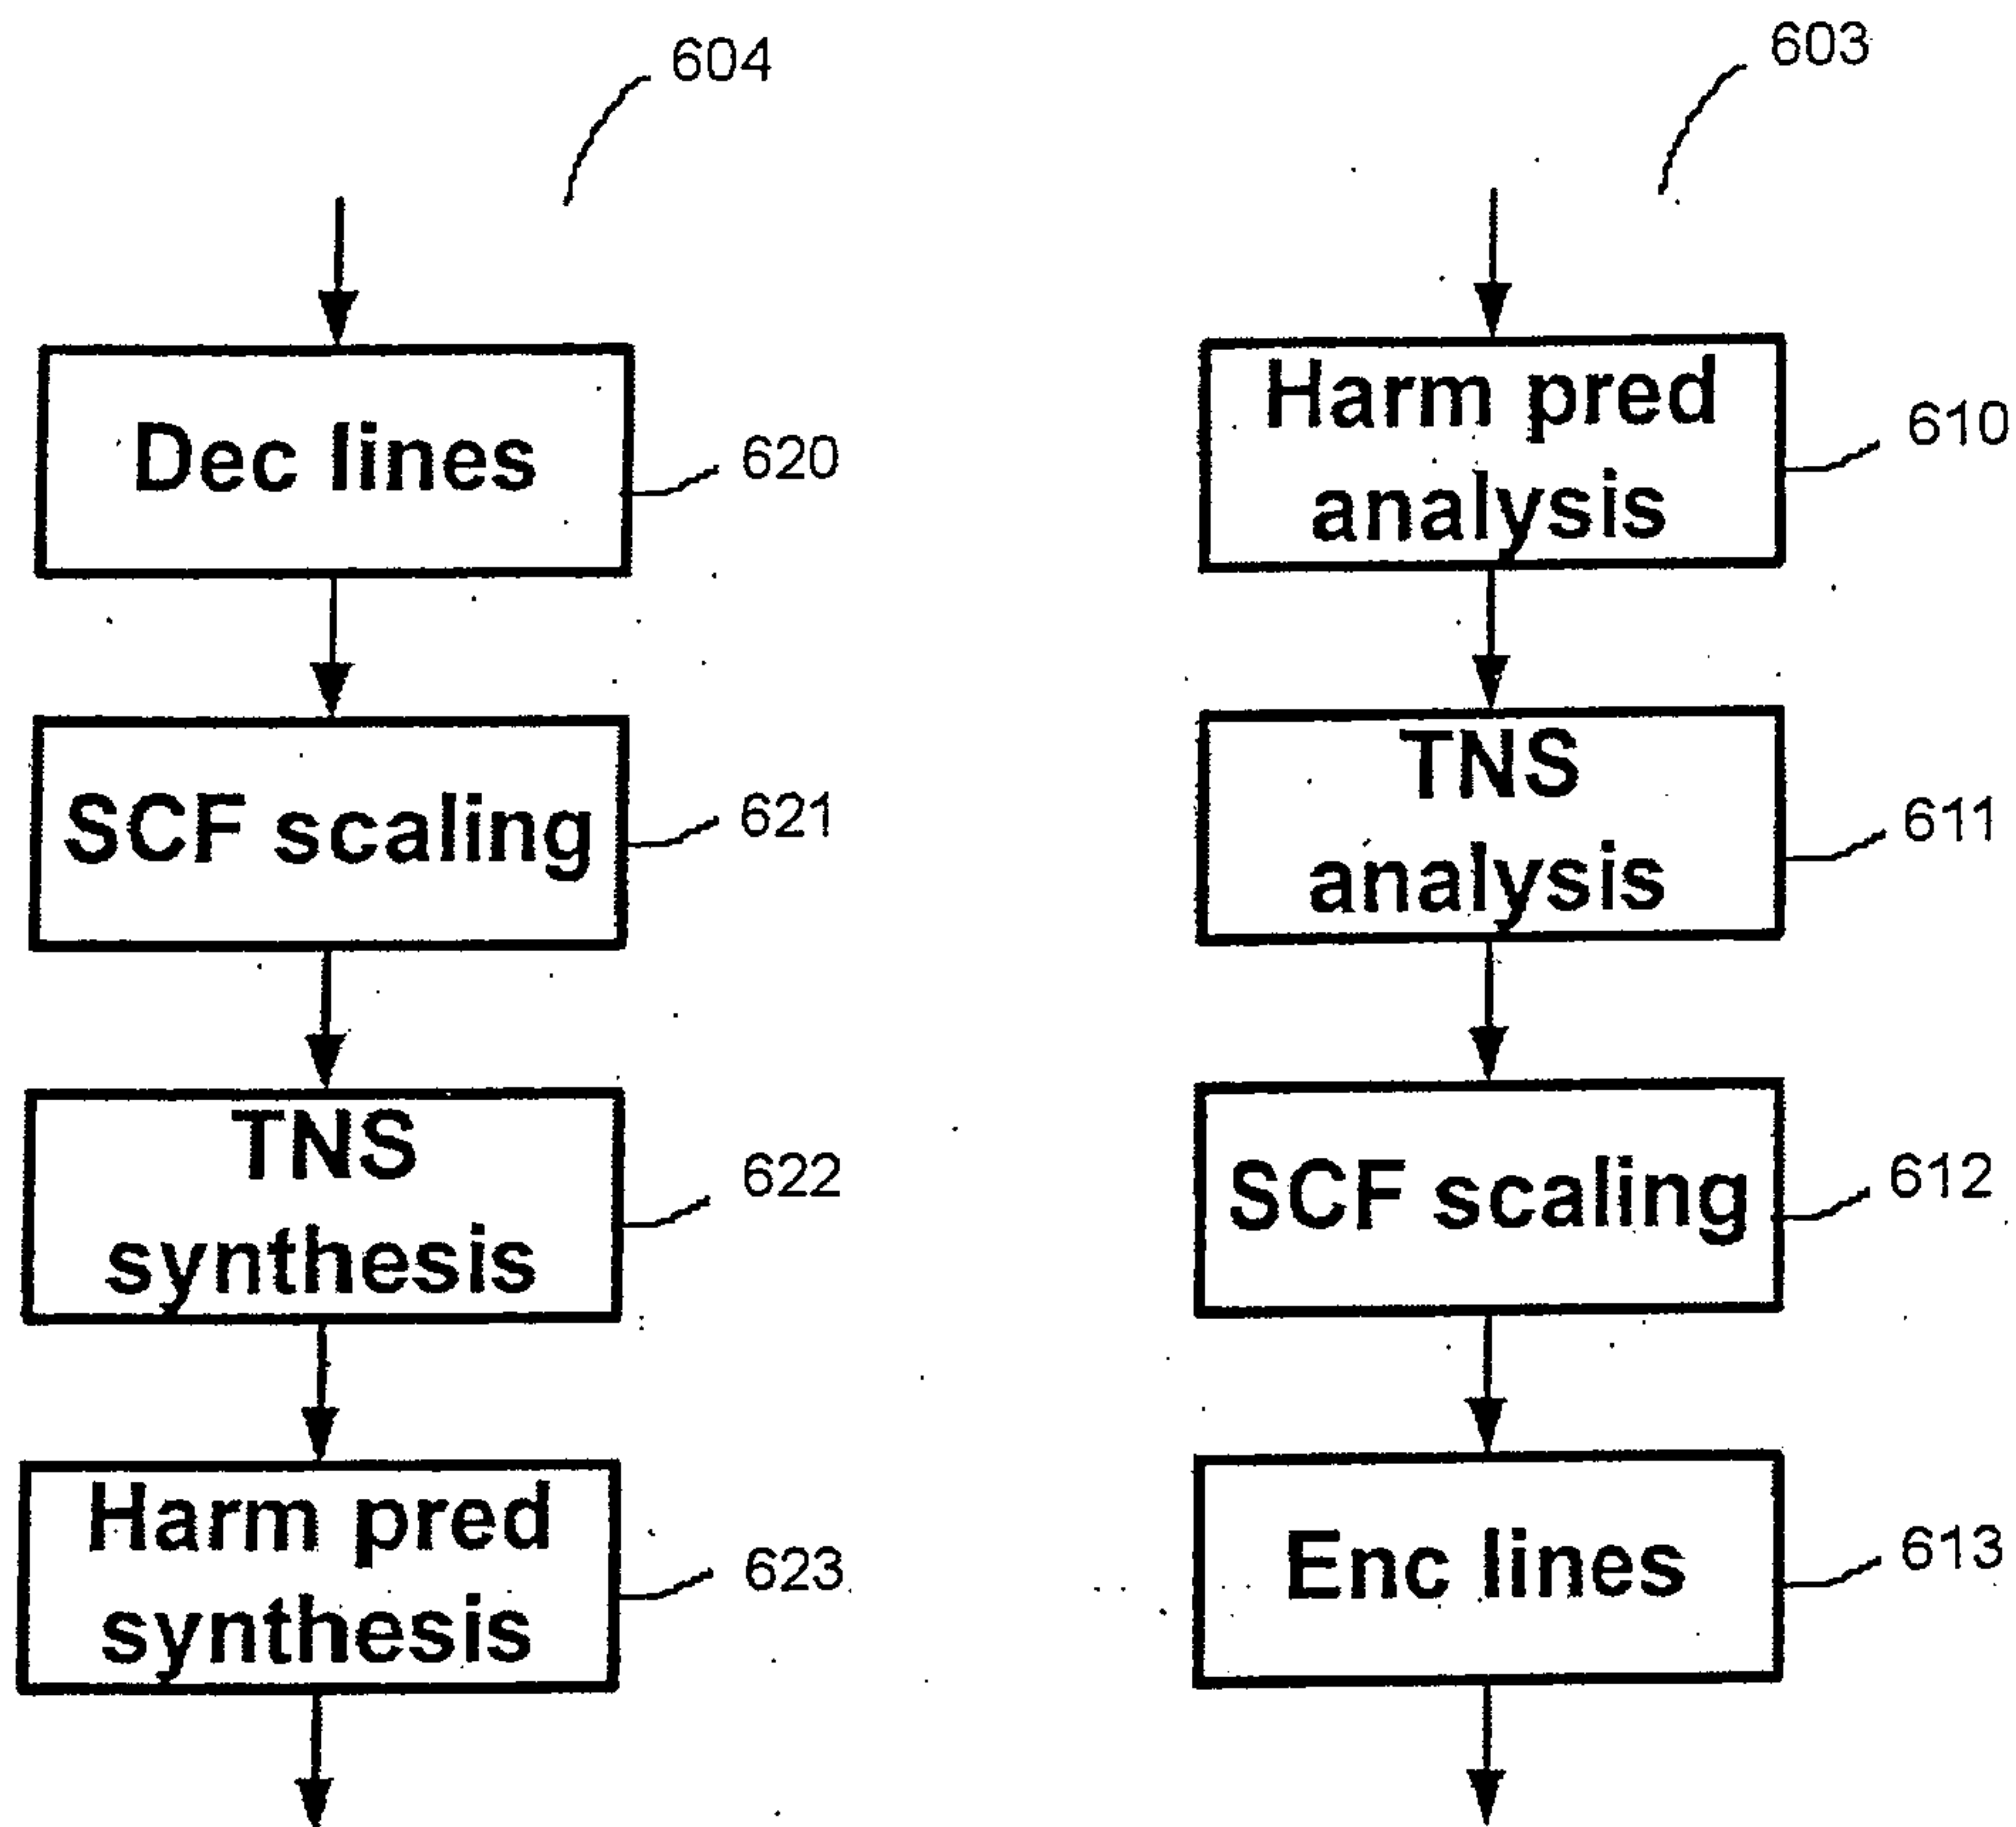 604
Dec lines
620
SCF scaling
621
TNS
synthesis
622
Harm pred
synthesis
623
603
Harm pred
analysis
610
TNS
analysis
611
SCF scaling
612
Enc lines
613